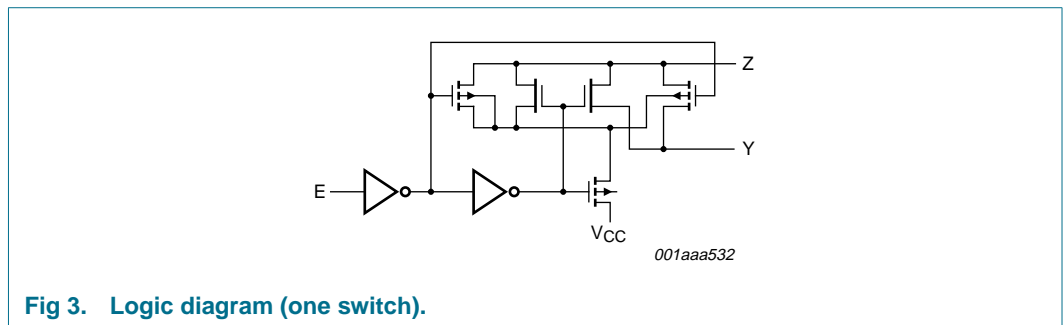 Z
Y
E
VCC
001aaa532
Fig 3. Logic diagram (one switch).